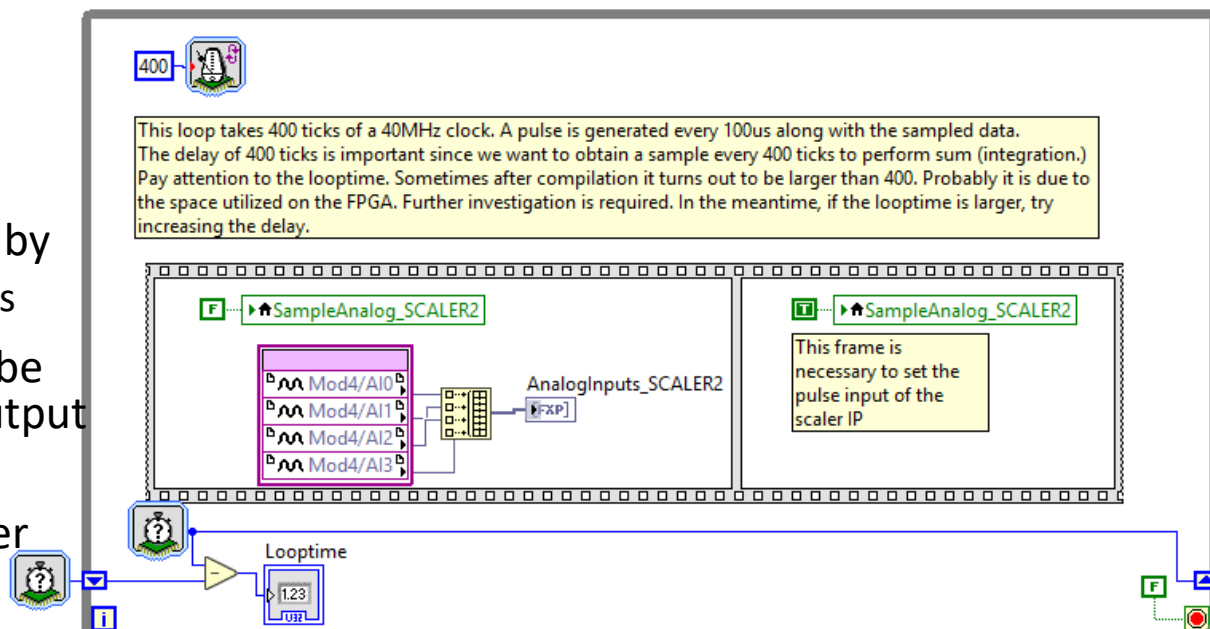 400
This loop takes 400 ticks of a 40MHz clock. A pulse is generated every 100us along with the sampled data.
The delay of 400 ticks is important since we want to obtain a sample every 400 ticks to perform sum (integration.)
Pay attention to the looptime. Sometimes after compilation it turns out to be larger than 400. Probably it is due to
the space utilized on the FPGA. Further investigation is required. In the meantime, if the looptime is larger, try
increasing the delay.
by
s
be
utput
er
F
SampleAnalog_SCALER2
Mod4/AI0
Mod4/AI1
Mod4/AI2
Mod4/AI3
AnalogInputs_SCALER2
FXP]
T
SampleAnalog_SCALER2
This frame is
necessary to set the
pulse input of the
scaler IP
?
?
-
Looptime
1.23
U32
i
F